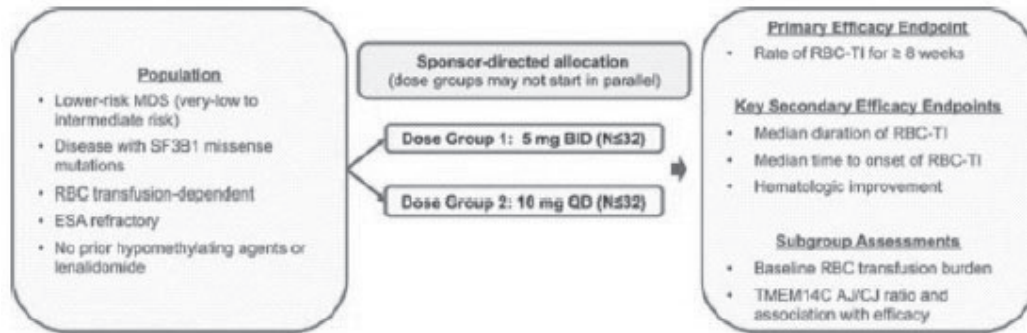 Population
• Lower-risk MDS (very-low to
intermediate risk)
• Disease with SF3B1 missense
mutations
• RBC transfusion-dependent
• ESA refractory
• No prior hypomethylating agents or
lenalidomide
Sponsor-directed allocation
(dose groups may not start in parallel)
Dose Group 1: 5 mg BID (N≤32)
Dose Group 2: 10 mg QD (N≤32)
Primary Efficacy Endpoint
• Rate of RBC-TI for ≥ 8 weeks
Key Secondary Efficacy Endpoints
• Median duration of RBC-TI
• Median time to onset of RBC-TI
• Hematologic improvement
Subgroup Assessments
• Baseline RBC transfusion burden
• TMEM14C AJ/CJ ratio and
association with efficacy